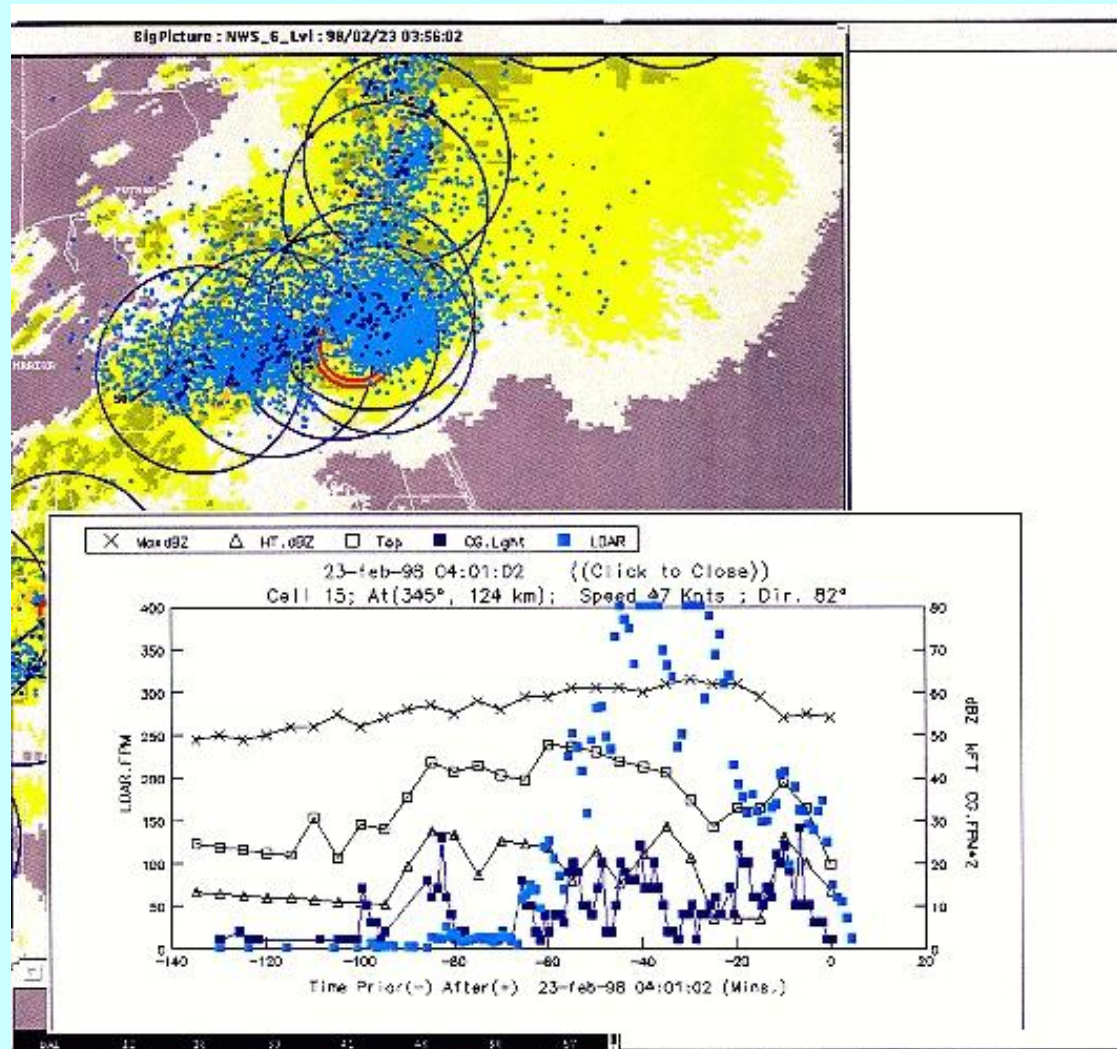 BigPicture : NWS_6_Lvl : 98/02/23 03:56:02
PUTNAM
MARION
MaxdBZ HT.dBZ Top CG.Lght LDAR
23-feb-98 04:01:02 ((Click to Close))
Cell 15; At(345°, 124 km); Speed 47 Knts ; Dir. 82°
400
350
300
250
200
150
100
50
0
LDAR.FPM
80
70
60
50
40
30
20
10
0
dBZ KFT CG.FPM*2
-140 -120 -100 -80 -60 -40 -20 0 20
Time Prior(-) After(+) 23-feb-98 04:01:02 (Mins.)